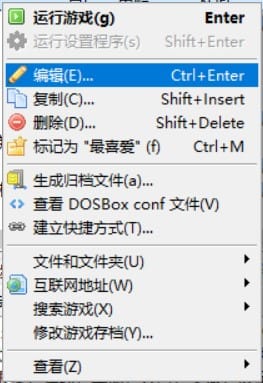 运行游戏(g) Enter
运行设置程序(s) Shift+Enter
编辑(E)... Ctrl+Enter
复制(C)... Shift+Insert
删除(D)... Shift+Delete
标记为 "最喜爱" (f) Ctrl+M
生成归档文件(a)...
查看 DOSBox conf 文件(V)
建立快捷方式(T)...
文件和文件夹(U)
互联网地址(W)
搜索游戏(X)
修改游戏存档(Y)...
查看(Z)